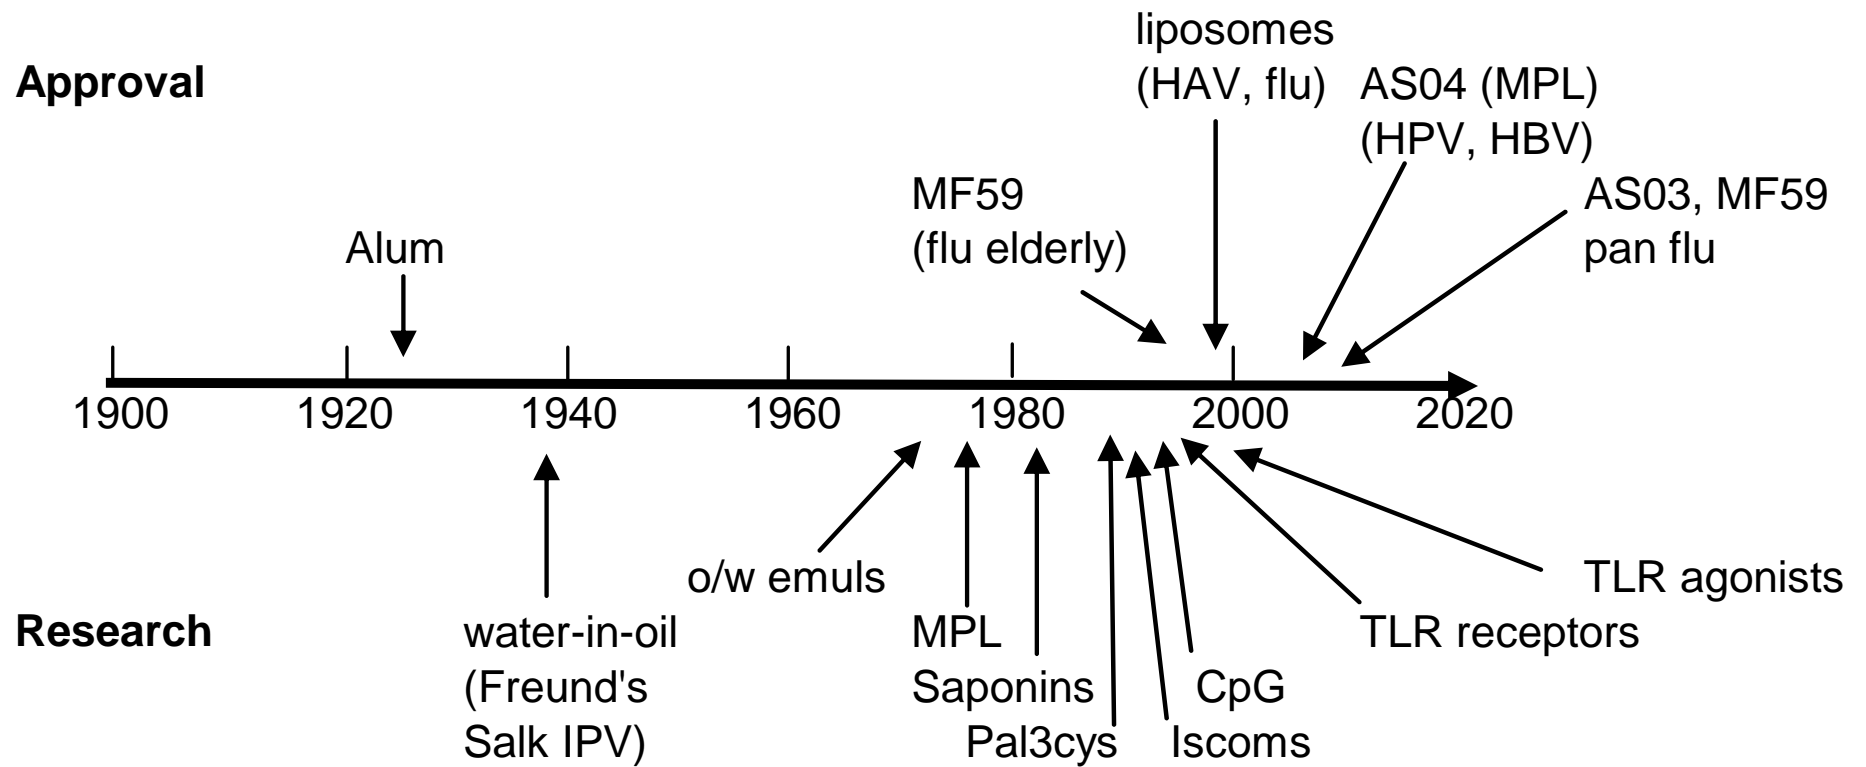 liposomes
(HAV, flu)
Approval
AS04 (MPL)
(HPV, HBV)
MF59
(flu elderly)
AS03, MF59
pan flu
Alum
1900 1920 1940 1960 1980 2000 2020
o/w emuls
TLR agonists
Research
water-in-oil
(Freund's
Salk IPV)
MPL
TLR receptors
Saponins
CpG
Pal3cys
Iscoms